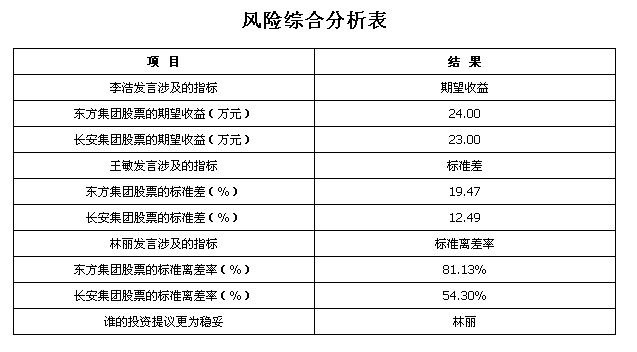 风险综合分析表
项 目 结 果
李洁发言涉及的指标 期望收益
东方集团股票的期望收益（万元） 24.00
长安集团股票的期望收益（万元） 23.00
王敏发言涉及的指标 标准差
东方集团股票的标准差（%） 19.47
长安集团股票的标准差（%） 12.49
林丽发言涉及的指标 标准离差率
东方集团股票的标准离差率（%） 81.13%
长安集团股票的标准离差率（%） 54.30%
谁的投资提议更为稳妥 林丽